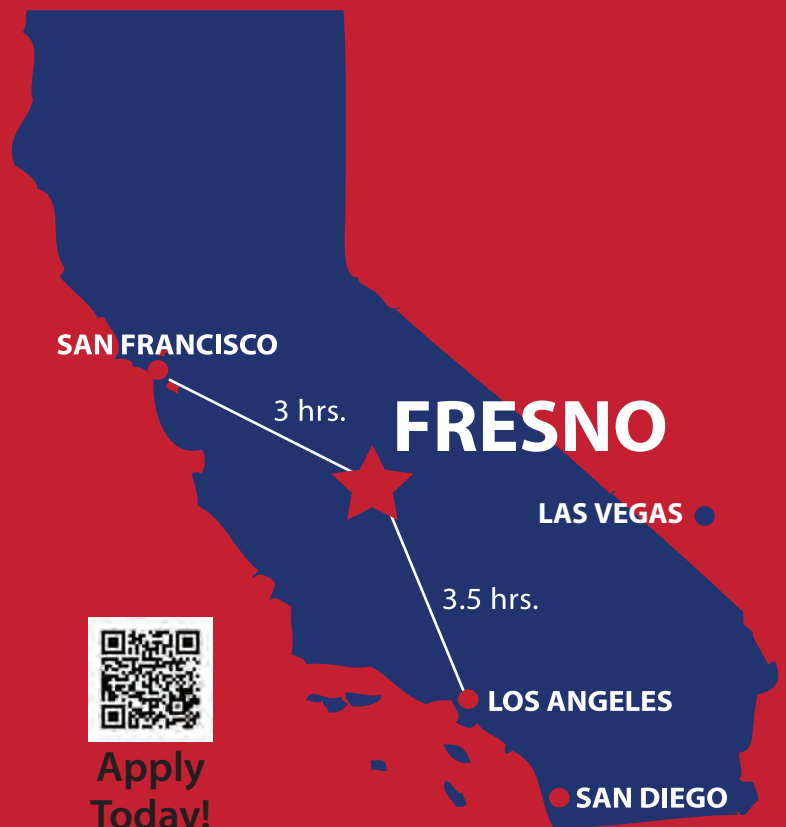 SAN FRANCISCO
3 hrs.
FRESNO
LAS VEGAS
3.5 hrs.
LOS ANGELES
Apply
Today!
SAN DIEGO